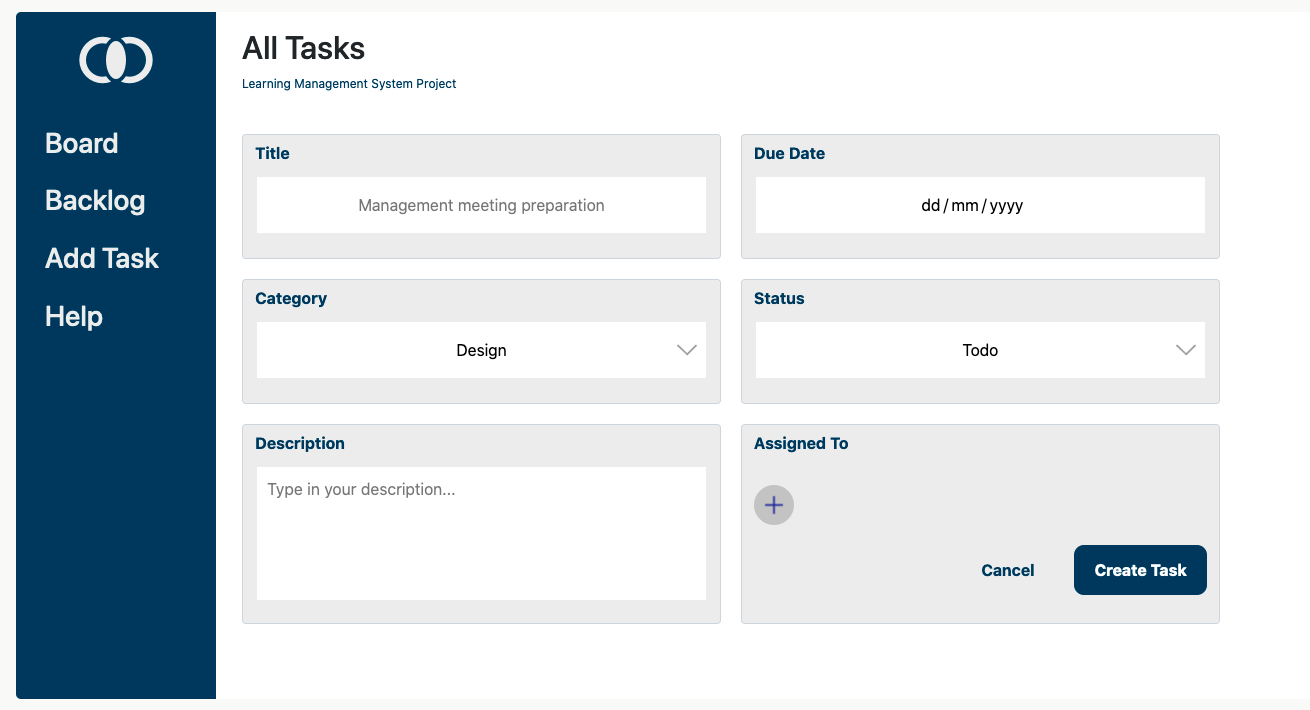 Board
Backlog
Add Task
Help
All Tasks
Learning Management System Project
Title
Management meeting preparation
Due Date
dd/mm/yyyy
Category
Design
Status
Todo
Description
Type in your description...
Assigned To
Cancel
Create Task